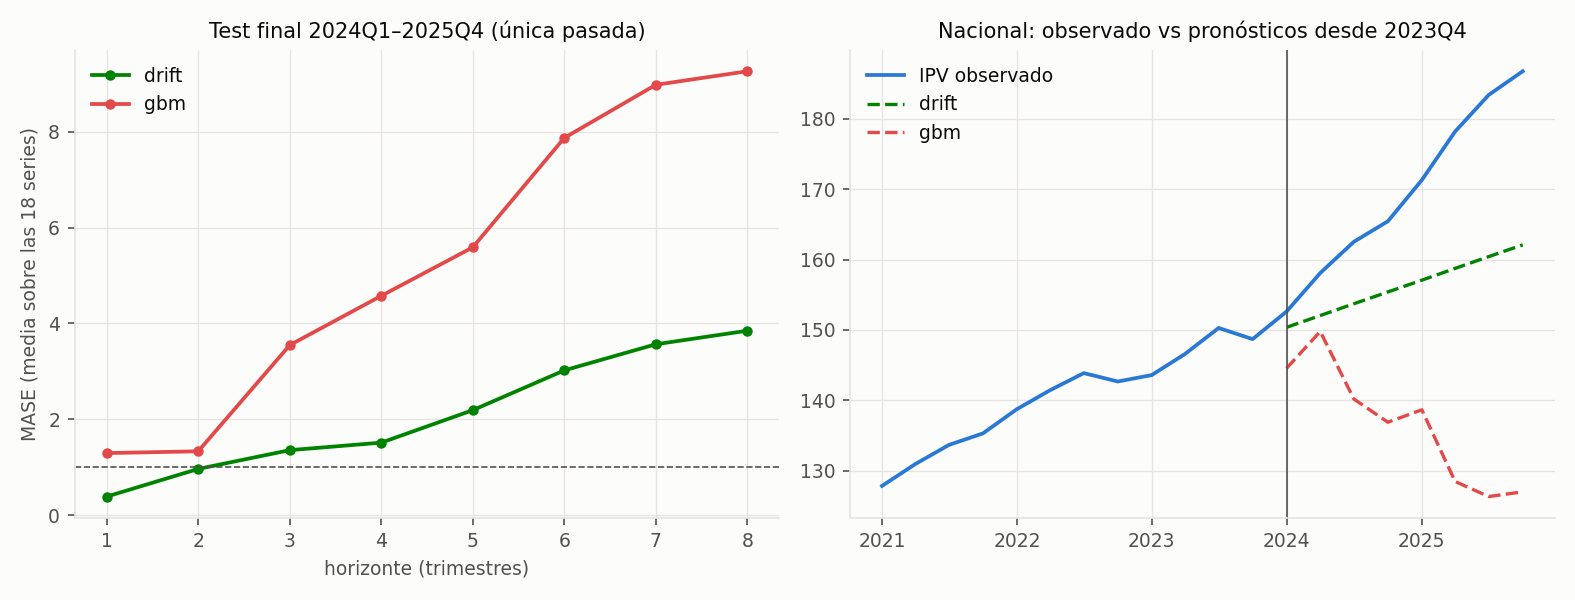 Test final 2024Q1–2025Q4 (única pasada)
drift
gbm
MASE (media sobre las 18 series)
8
6
4
2
0
1 2 3 4 5 6 7 8
horizonte (trimestres)
Nacional: observado vs pronósticos desde 2023Q4
IPV observado
drift
gbm
180
170
160
150
140
130
2021 2022 2023 2024 2025